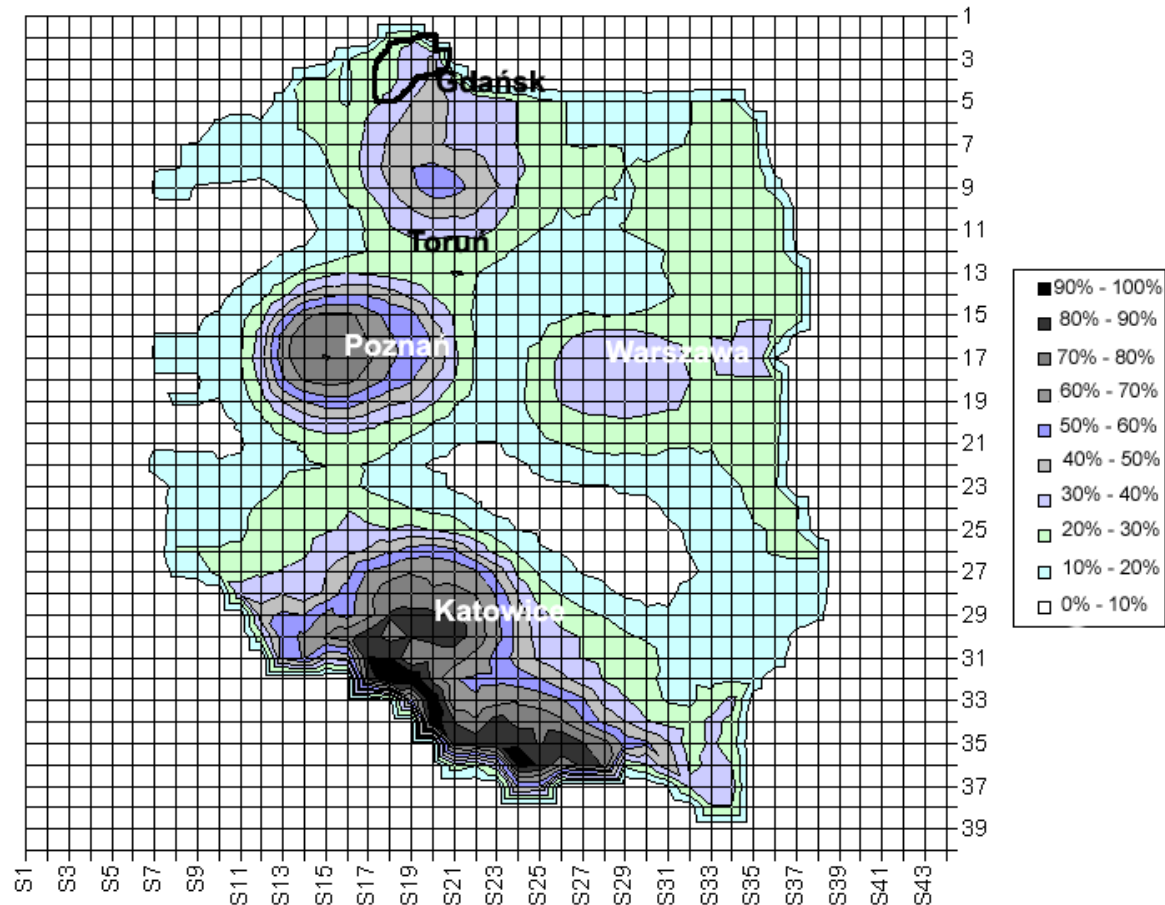 1
3
Gdańsk
5
7
9
11
Toruń
13
15
Poznań
Warszawa
17
19
21
23
25
27
Katowice
29
31
33
35
37
39
S1
S3
S5
S7
S9
S11
S13
S15
S17
S19
S21
S23
S25
S27
S29
S31
S33
S35
S37
S39
S41
S43
90% - 100%
80% - 90%
70% - 80%
60% - 70%
50% - 60%
40% - 50%
30% - 40%
20% - 30%
10% - 20%
0% - 10%